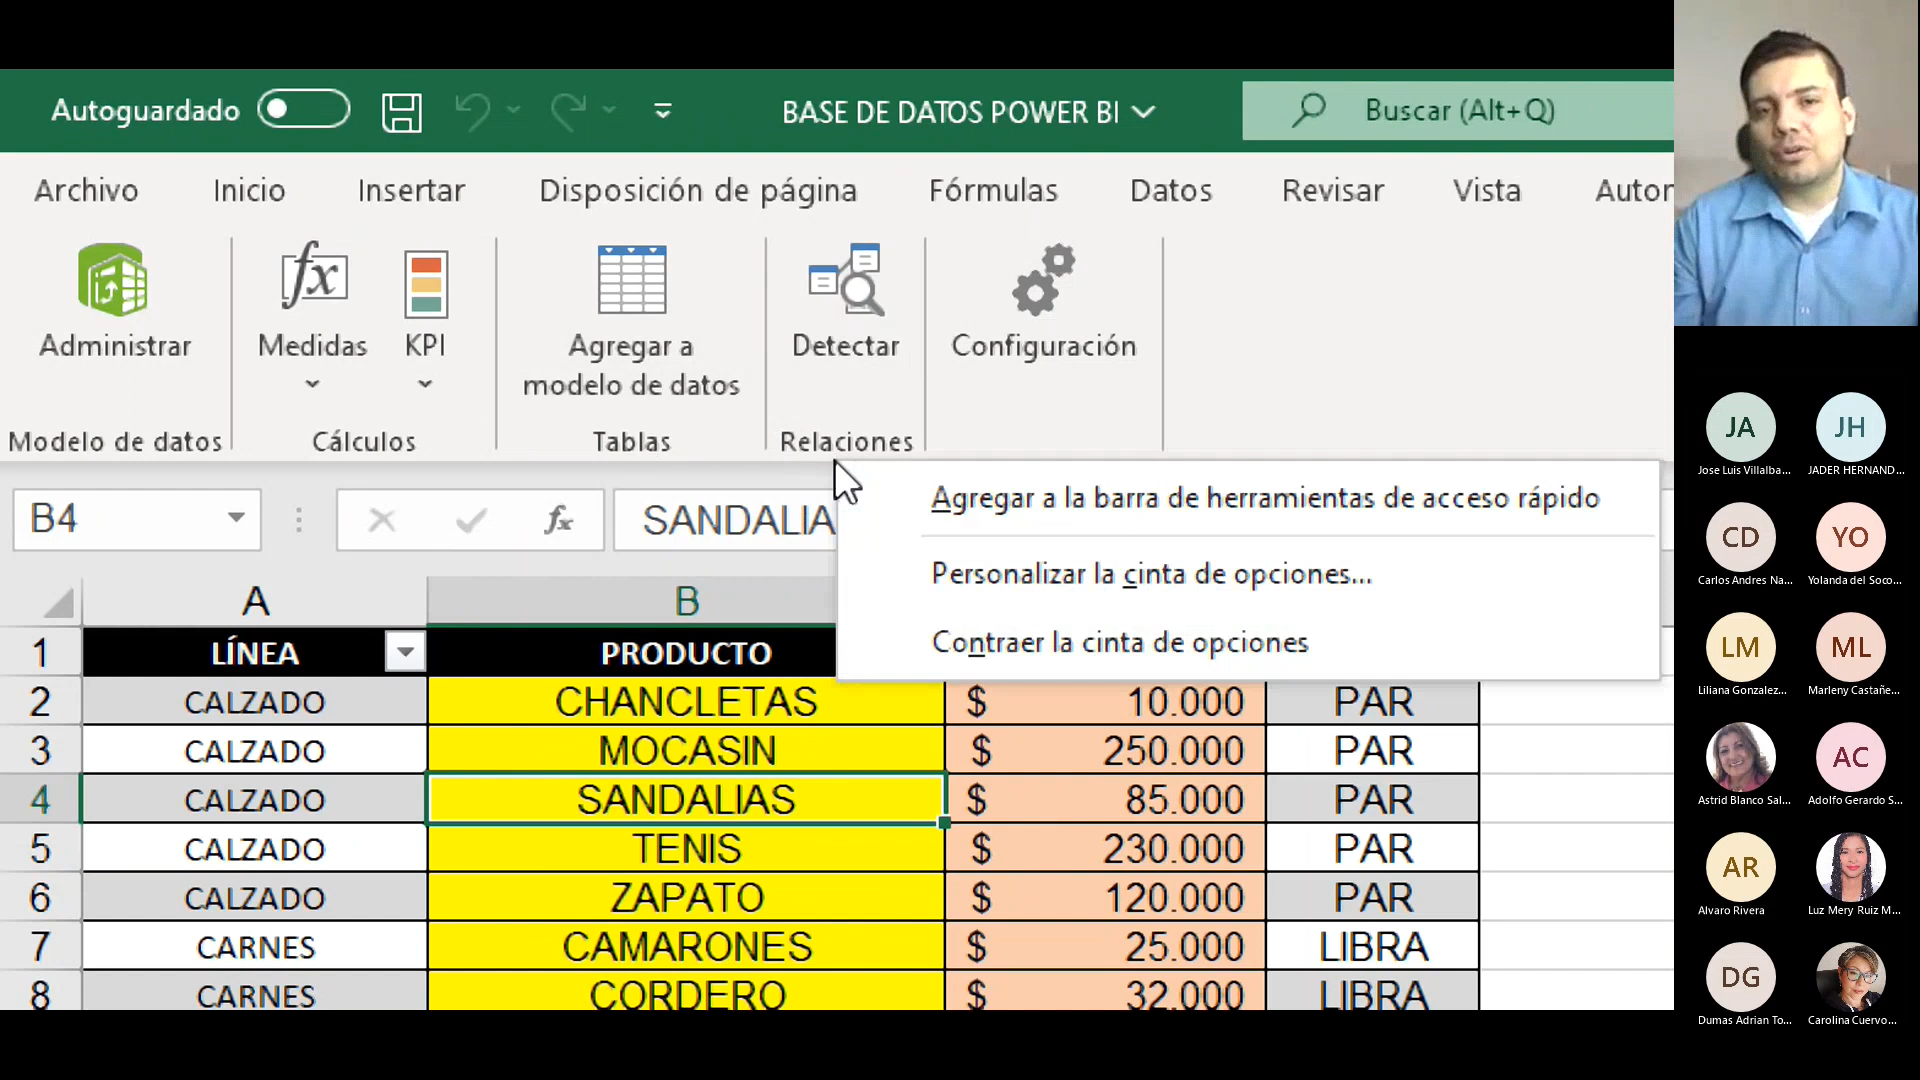 Autoguardado
BASE DE DATOS POWER BI
Buscar (Alt+Q)
Archivo Inicio Insertar Disposición de página Fórmulas Datos Revisar Vista Autor
Administrar Medidas KPI Agregar a modelo de datos Detectar Configuración
Modelo de datos Cálculos Tablas Relaciones
Agregar a la barra de herramientas de acceso rápido
Personalizar la cinta de opciones...
Contraer la cinta de opciones
B4 fx SANDALIA
A B
1 LÍNEA PRODUCTO
2 CALZADO CHANCLETAS $ 10.000 PAR
3 CALZADO MOCASIN $ 250.000 PAR
4 CALZADO SANDALIAS $ 85.000 PAR
5 CALZADO TENIS $ 230.000 PAR
6 CALZADO ZAPATO $ 120.000 PAR
7 CARNES CAMARONES $ 25.000 LIBRA
8 CARNES CORDERO $ 32.000 LIBRA
JA JH
Jose Luis Villalba... JADER HERNAND...
CD YO
Carlos Andres Na... Yolanda del Soco...
LM ML
Liliana Gonzalez... Marleny Castañe...
AC
Astrid Blanco Sal... Adolfo Gerardo S...
AR
Alvaro Rivera Luz Mery Ruiz M...
DG
Dumas Adrian To... Carolina Cuervo...